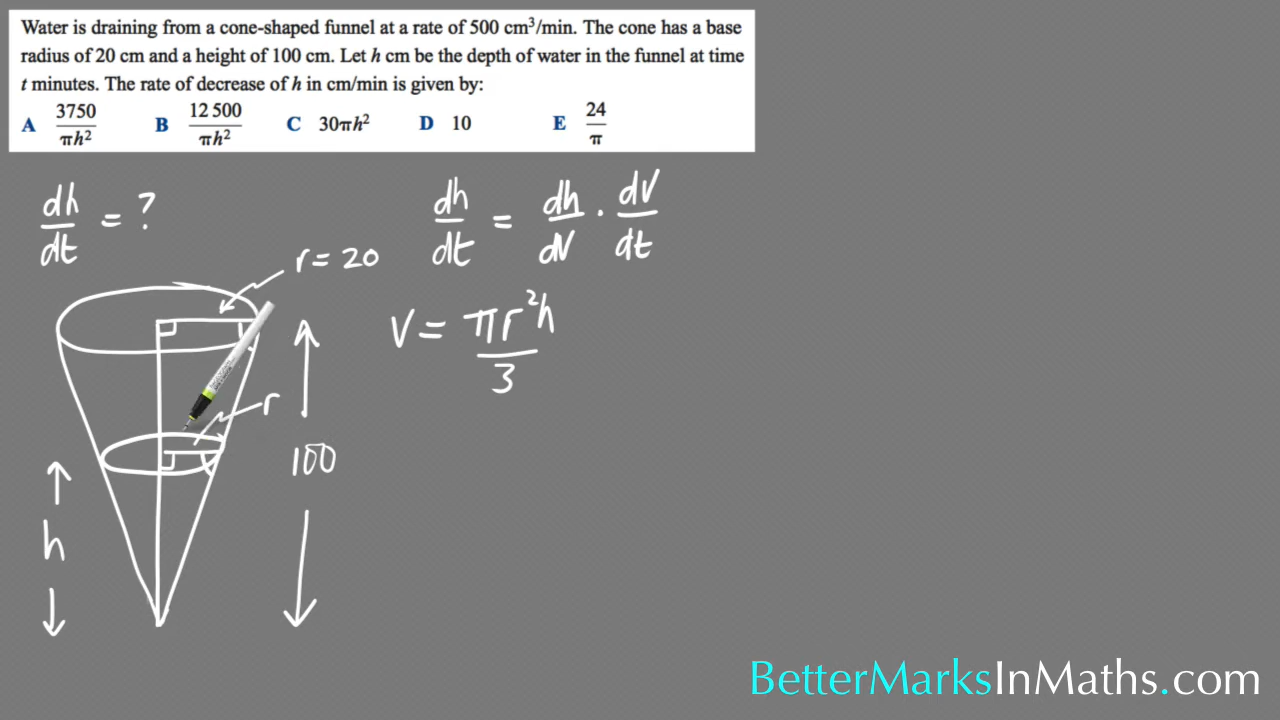 Water is draining from a cone-shaped funnel at a rate of 500 cm³/min. The cone has a base
radius of 20 cm and a height of 100 cm. Let h cm be the depth of water in the funnel at time
t minutes. The rate of decrease of h in cm/min is given by:
A 3750/πh² B 12 500/πh² C 30πh² D 10 E 24/π
dh/dt = ? dh/dt = dh/dV · dV/dt
r = 20
V = πr²h/3
r
100
h
BetterMarksInMaths.com